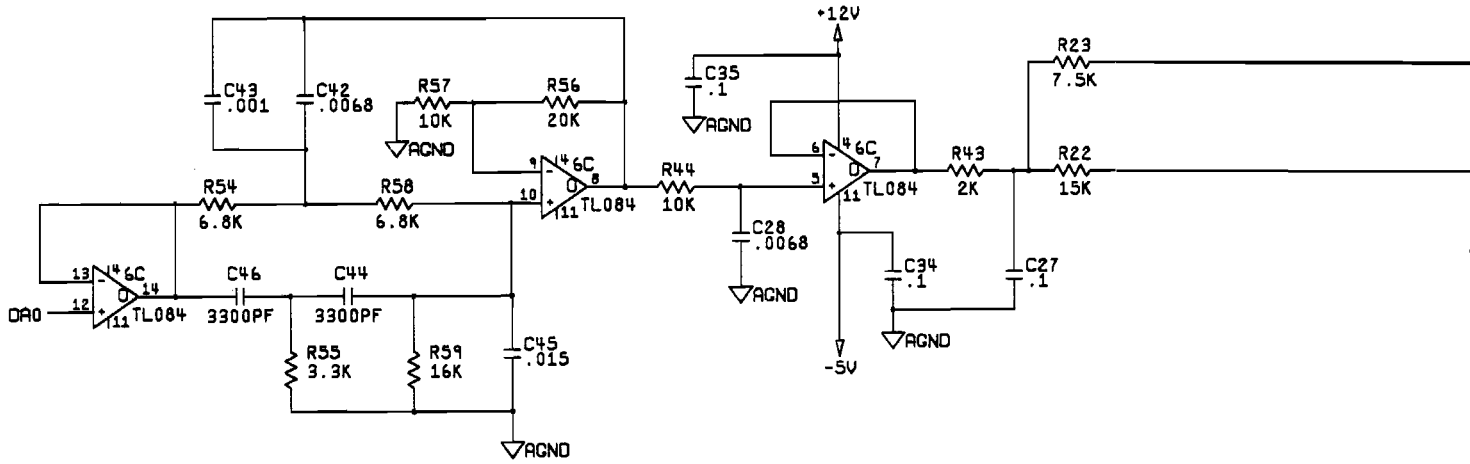 +12V
R23
7.5K
C43
.001
C42
.0068
R57
10K
R56
20K
AGND
C35
.1
AGND
4 6C
6
7
5
O
TL084
11
R43
2K
R22
15K
9
4 6C
8
10
O
TL084
11
R44
10K
R54
6.8K
R58
6.8K
C28
.0068
AGND
C34
.1
C27
.1
AGND
-5V
13
4 6C
14
12
O
TL084
11
DA0
C46
3300PF
C44
3300PF
R55
3.3K
R59
16K
C45
.015
AGND